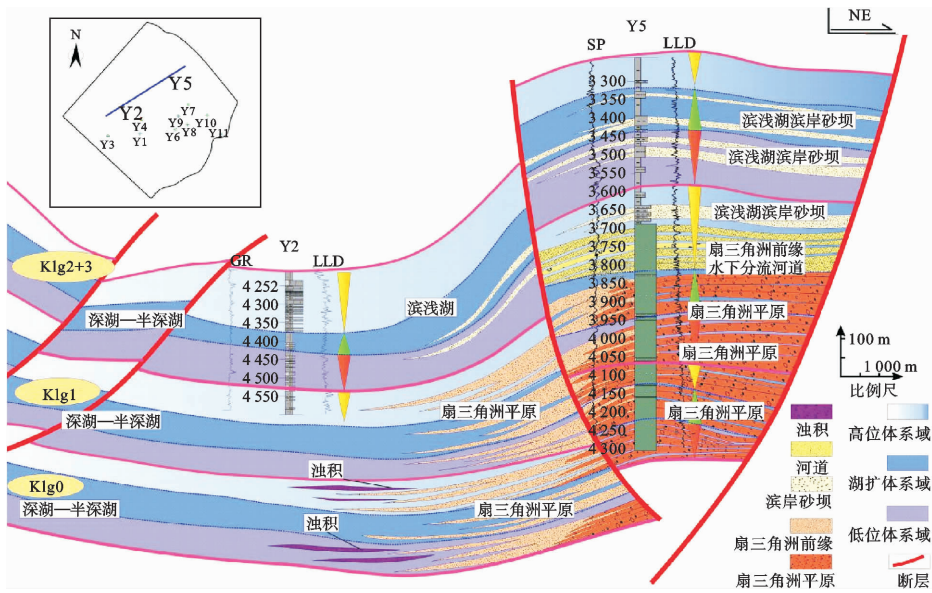 N
Y5
Y2
Y4
Y3
Y1
Y7
Y9
Y10
Y6
Y8
Y11
NE
Y5
SP
LLD
3 300
3 350
3 400
3 450
3 500
3 550
3 600
3 650
3 700
3 750
3 800
3 850
3 900
3 950
4 000
4 050
4 100
4 150
4 200
4 250
4 300
滨浅湖滨岸砂坝
滨浅湖滨岸砂坝
滨浅湖滨岸砂坝
扇三角洲前缘
水下分流河道
扇三角洲平原
扇三角洲平原
扇三角洲平原
Y2
GR
LLD
4 252
4 300
4 350
4 400
4 450
4 500
4 550
滨浅湖
Klg2+3
深湖—半深湖
Klg1
深湖—半深湖
扇三角洲平原
Klg0
深湖—半深湖
浊积
扇三角洲平原
浊积
100 m
1 000 m
比例尺
浊积
高位体系域
河道
湖扩体系域
滨岸砂坝
低位体系域
扇三角洲前缘
扇三角洲平原
断层